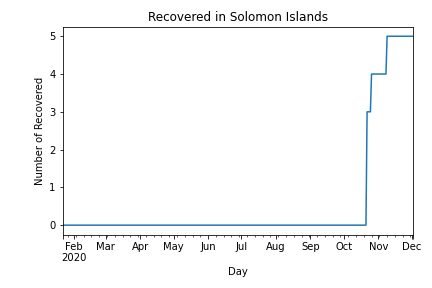 Recovered in Solomon Islands
Number of Recovered
5
4
3
2
1
0
Feb Mar Apr May Jun Jul Aug Sep Oct Nov Dec
2020
Day